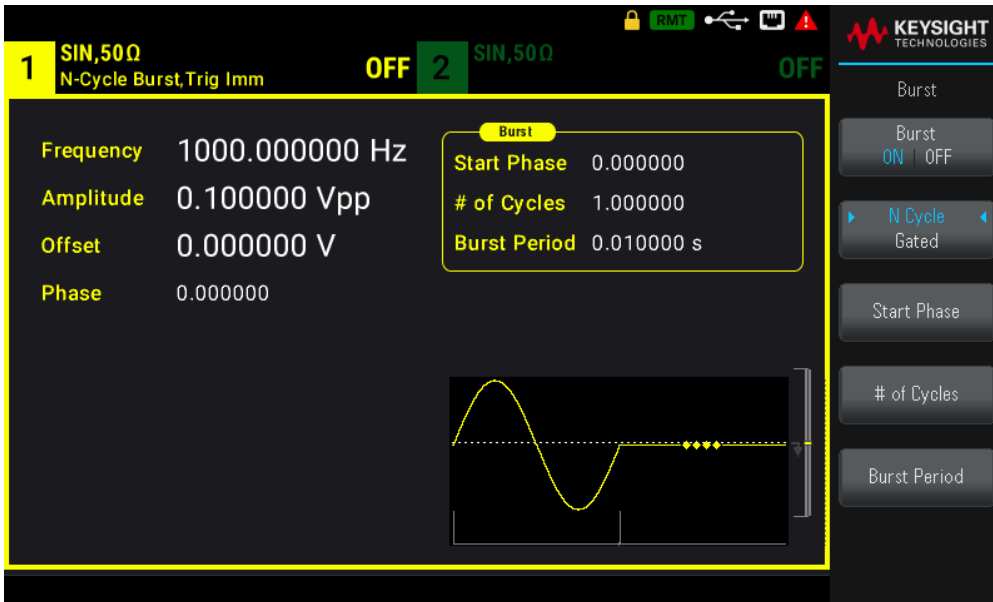 RMT
KEYSIGHT
TECHNOLOGIES
1
SIN,50Ω
N-Cycle Burst,Trig Imm
OFF
2
SIN,50Ω
OFF
Frequency 1000.000000 Hz
Amplitude 0.100000 Vpp
Offset 0.000000 V
Phase 0.000000
Burst
Start Phase 0.000000
# of Cycles 1.000000
Burst Period 0.010000 s
Burst
Burst
ON | OFF
N Cycle
Gated
Start Phase
# of Cycles
Burst Period